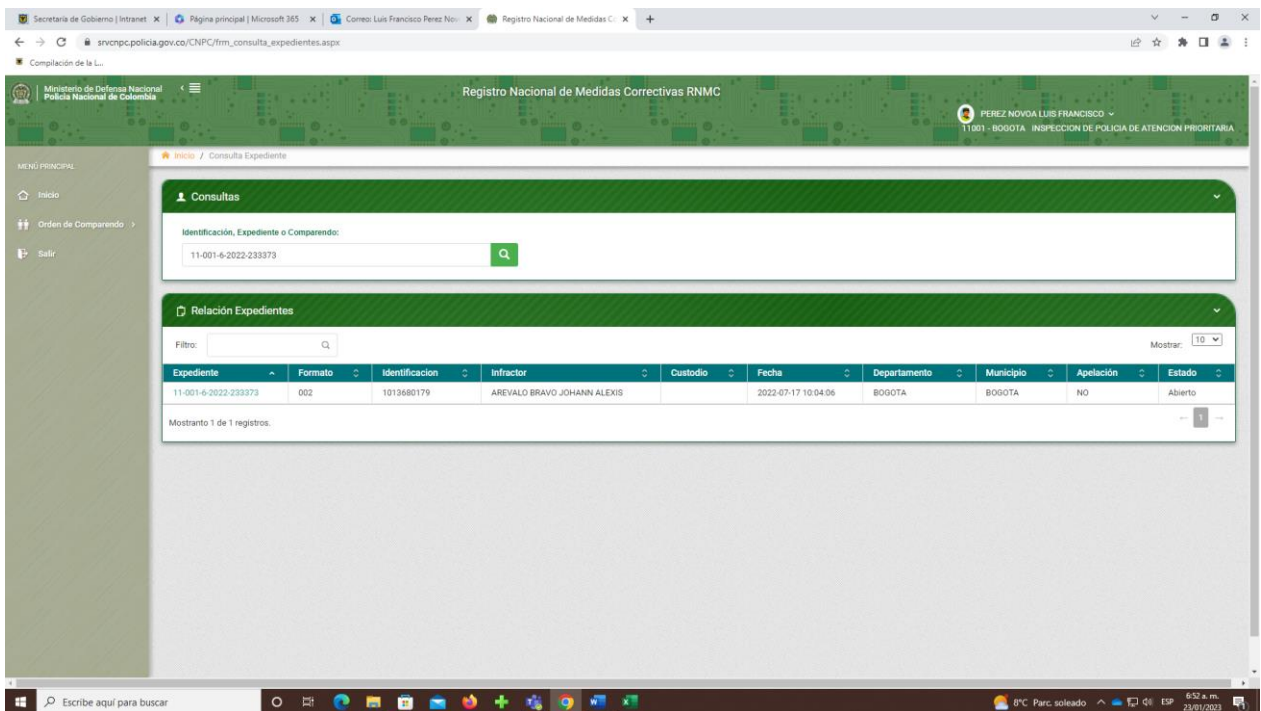 Secretaría de Gobierno | Intranet
Página principal | Microsoft 365
Correo: Luis Francisco Perez Nov
Registro Nacional de Medidas C
srvcnpc.policia.gov.co/CNPC/frm_consulta_expedientes.aspx
Compilación de la L...
Ministerio de Defensa Nacional
Policía Nacional de Colombia
Registro Nacional de Medidas Correctivas RNMC
PEREZ NOVOA LUIS FRANCISCO
11001 - BOGOTA INSPECCION DE POLICIA DE ATENCION PRIORITARIA
MENÚ PRINCIPAL
Inicio / Consulta Expediente
Inicio
Orden de Comparendo
Salir
Consultas
Identificación, Expediente o Comparendo:
11-001-6-2022-233373
Relación Expedientes
Filtro:
Mostrar: 10
Expediente Formato Identificacion Infractor Custodio Fecha Departamento Municipio Apelación Estado
11-001-6-2022-233373 002 1013680179 AREVALO BRAVO JOHANN ALEXIS 2022-07-17 10:04:06 BOGOTA BOGOTA NO Abierto
Mostranto 1 de 1 registros.
1
Escribe aquí para buscar
8°C Parc. soleado
ESP
6:52 a. m.
23/01/2023